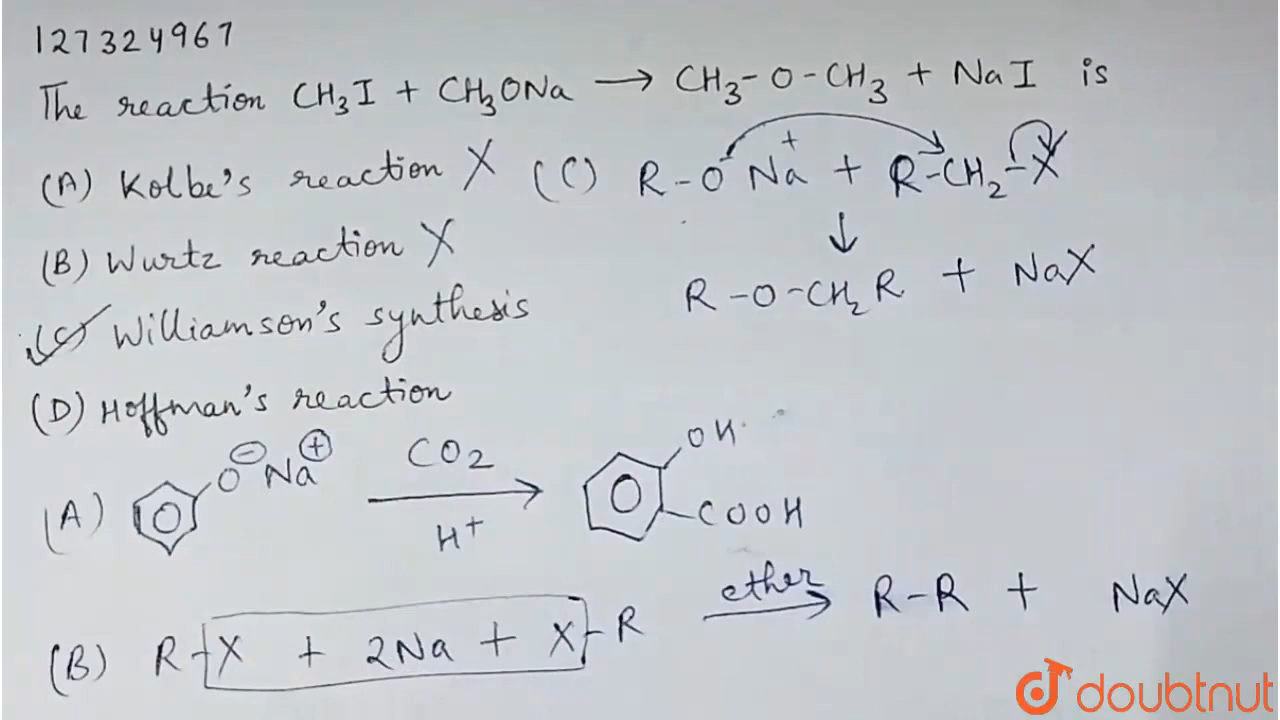 127324967
The reaction CH₃I + CH₃ONa → CH₃-O-CH₃ + NaI is
(A) Kolbe's reaction X
(B) Wurtz reaction X
(C) Williamson's synthesis
(D) Hoffman's reaction
(C) R-O⁻ Na⁺ + R-CH₂-X
↓
R-O-CH₂R + NaX
(A) O⁻ Na⁺ CO₂ → H⁺ OH COOH
(B) R-X + 2Na + X-R ether → R-R + NaX
doubtnut